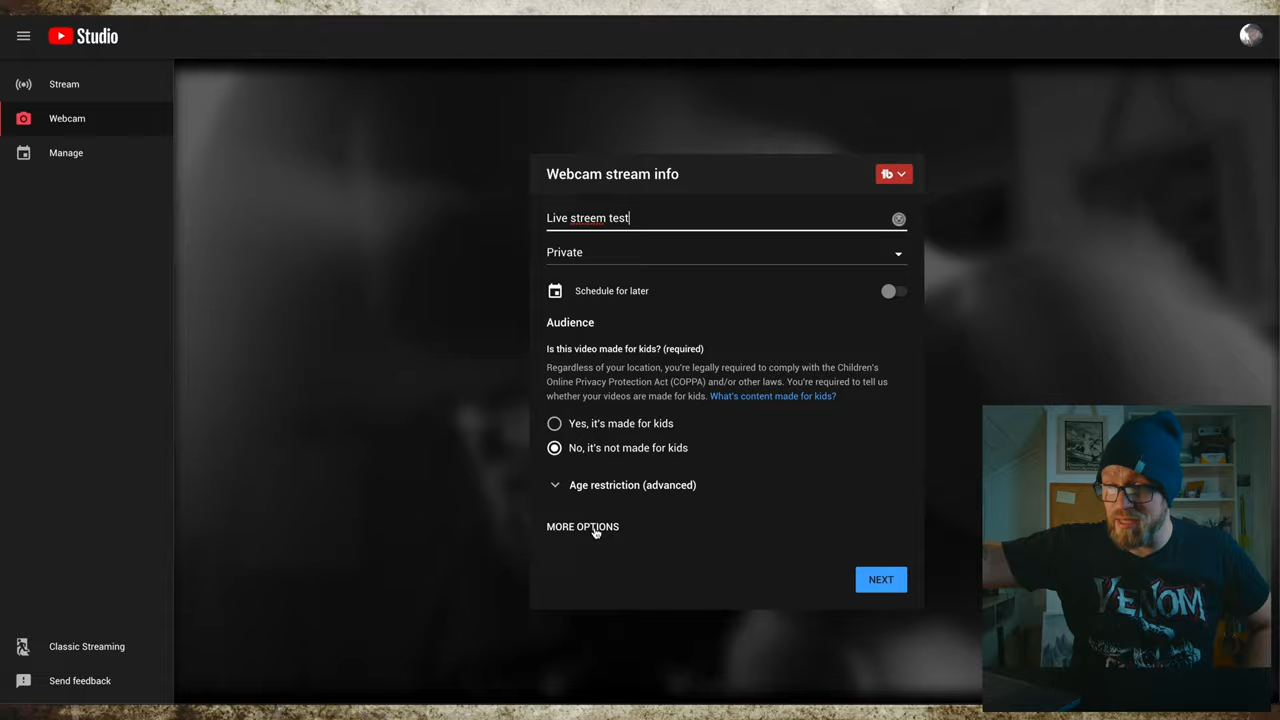 Studio
Stream
Webcam
Manage
Webcam stream info
Live streem test
Private
Schedule for later
Audience
Is this video made for kids? (required)
Regardless of your location, you're legally required to comply with the Children's
Online Privacy Protection Act (COPPA) and/or other laws. You're required to tell us
whether your videos are made for kids. What's content made for kids?
Yes, it's made for kids
No, it's not made for kids
Age restriction (advanced)
MORE OPTIONS
NEXT
Classic Streaming
Send feedback
VENOM